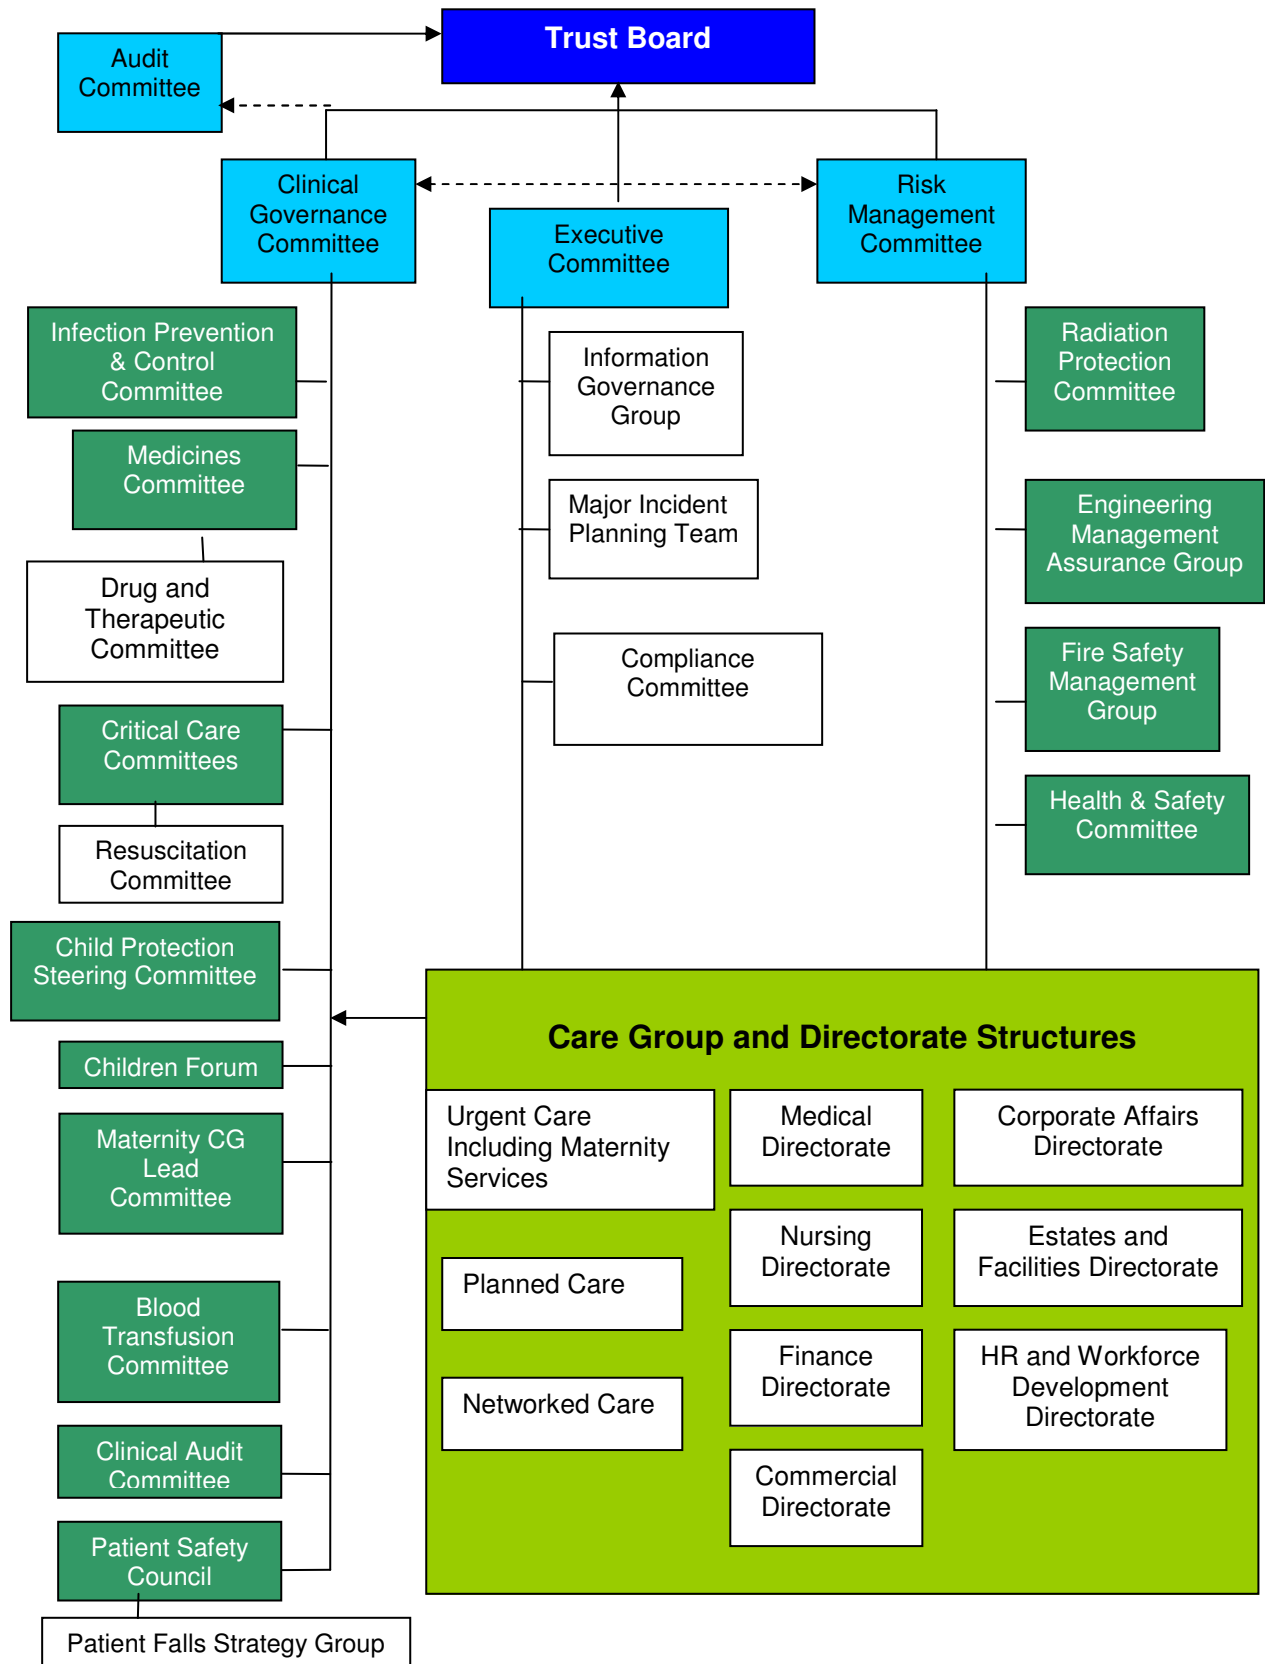 Trust Board
Audit
Committee
Clinical
Governance
Committee
Executive
Committee
Risk
Management
Committee
Infection Prevention
& Control
Committee
Medicines
Committee
Drug and
Therapeutic
Committee
Critical Care
Committees
Resuscitation
Committee
Child Protection
Steering Committee
Children Forum
Maternity CG
Lead
Committee
Blood
Transfusion
Committee
Clinical Audit
Committee
Patient Safety
Council
Patient Falls Strategy Group
Information
Governance
Group
Major Incident
Planning Team
Compliance
Committee
Radiation
Protection
Committee
Engineering
Management
Assurance Group
Fire Safety
Management
Group
Health & Safety
Committee
Care Group and Directorate Structures
Urgent Care
Including Maternity
Services
Planned Care
Networked Care
Medical
Directorate
Nursing
Directorate
Finance
Directorate
Commercial
Directorate
Corporate Affairs
Directorate
Estates and
Facilities Directorate
HR and Workforce
Development
Directorate